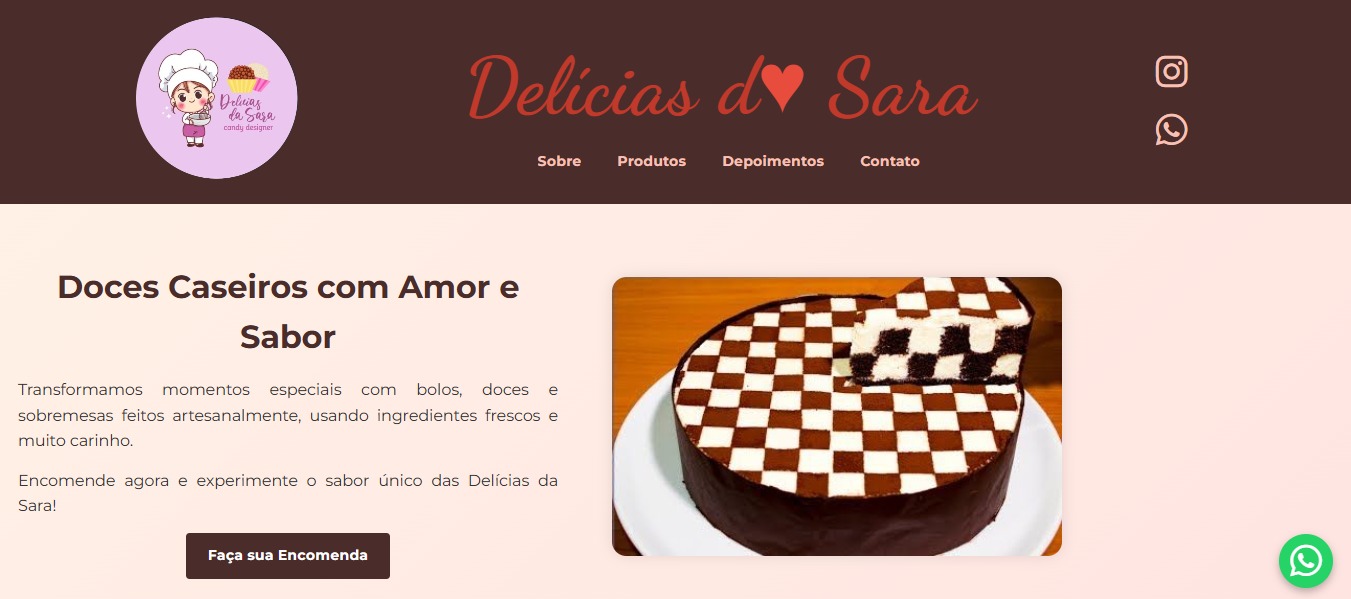 Delícias
da Sara
candy designer
Delícias d♥ Sara
Sobre Produtos Depoimentos Contato
Doces Caseiros com Amor e
Sabor
Transformamos momentos especiais com bolos, doces e
sobremesas feitos artesanalmente, usando ingredientes frescos e
muito carinho.
Encomende agora e experimente o sabor único das Delícias da
Sara!
Faça sua Encomenda